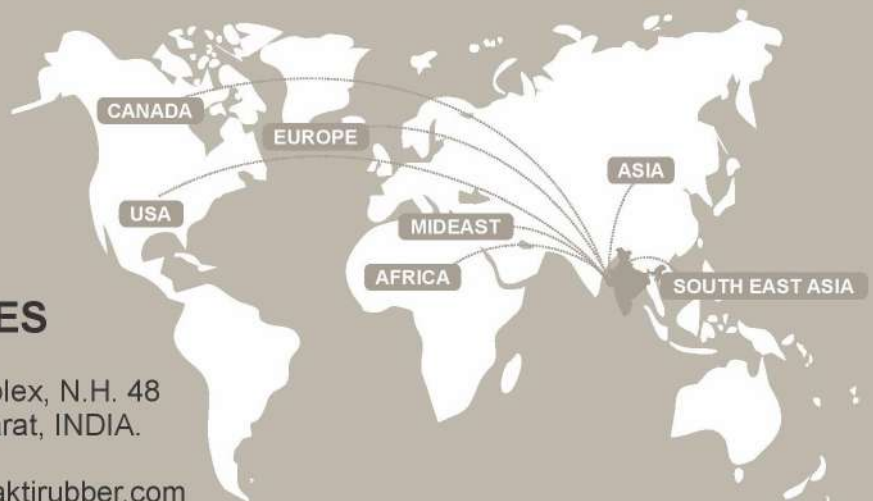 CANADA
EUROPE
ASIA
USA
MIDEAST
AFRICA
SOUTH EAST ASIA
ES
plex, N.H. 48
rat, INDIA.
aktirubber.com